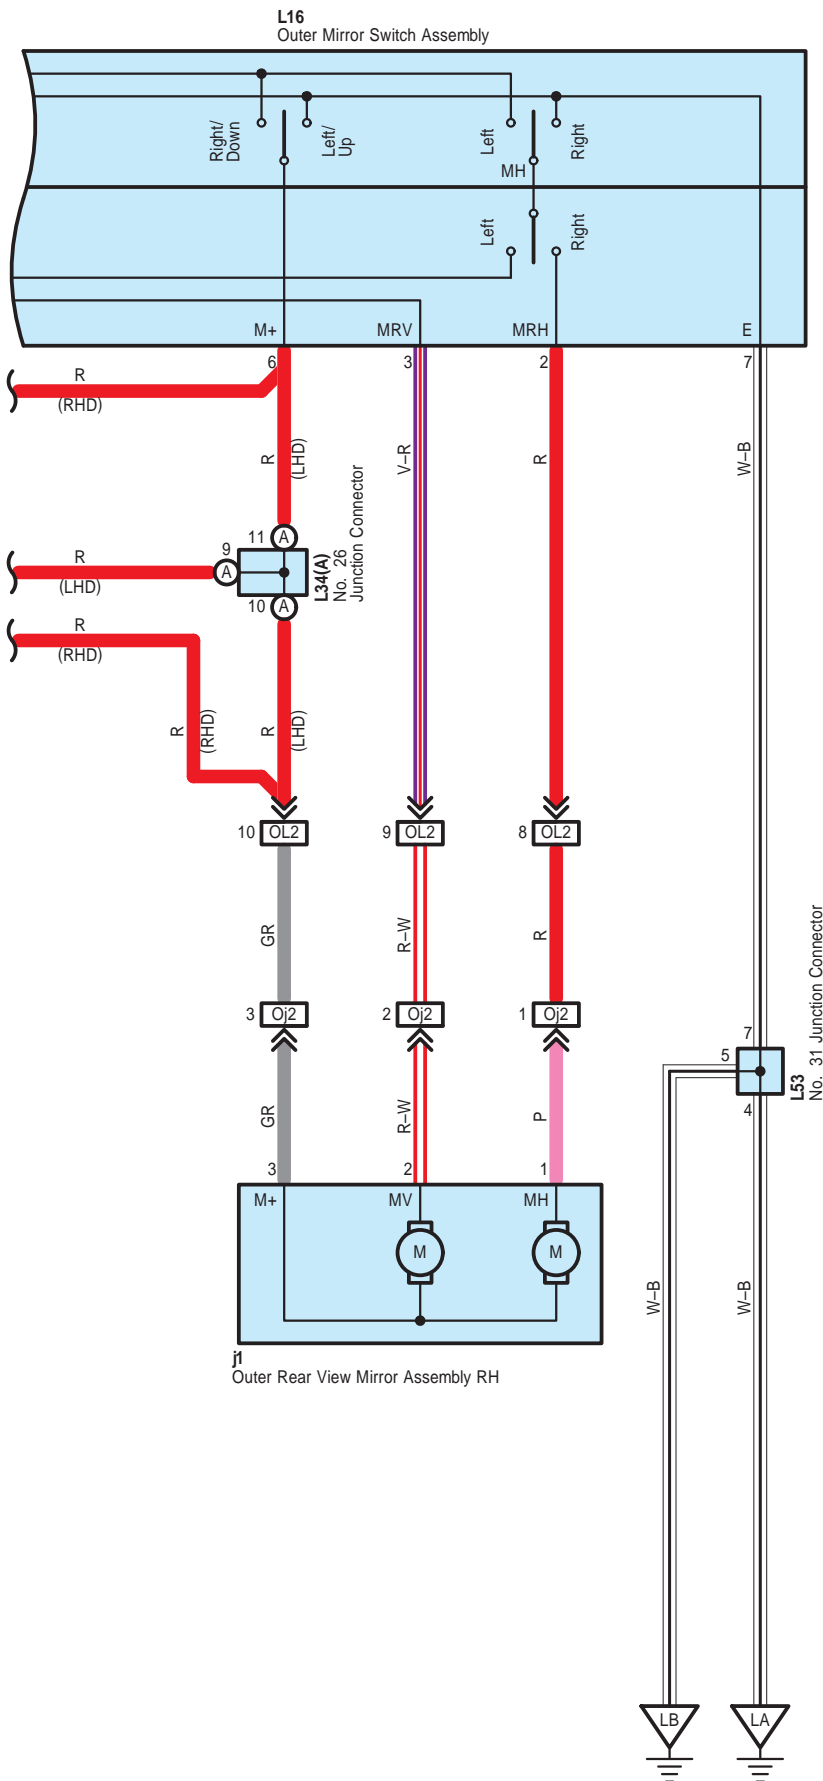 L16
Outer Mirror Switch Assembly
Right/
Down
Left/
Up
Left
Right
MH
Left
Right
M+
MRV
MRH
E
6
3
2
7
R
(RHD)
R
(LHD)
V–R
R
W–B
11
A
9
A
R
(LHD)
10
A
L34(A)
No. 26
Junction Connector
R
(RHD)
R
(RHD)
R
(LHD)
10
OL2
9
OL2
8
OL2
GR
R–W
R
3
Oj2
2
Oj2
1
Oj2
7
5
4
L53
No. 31 Junction Connector
GR
R–W
P
3
2
1
M+
MV
MH
M
M
W–B
W–B
j1
Outer Rear View Mirror Assembly RH
LB
LA